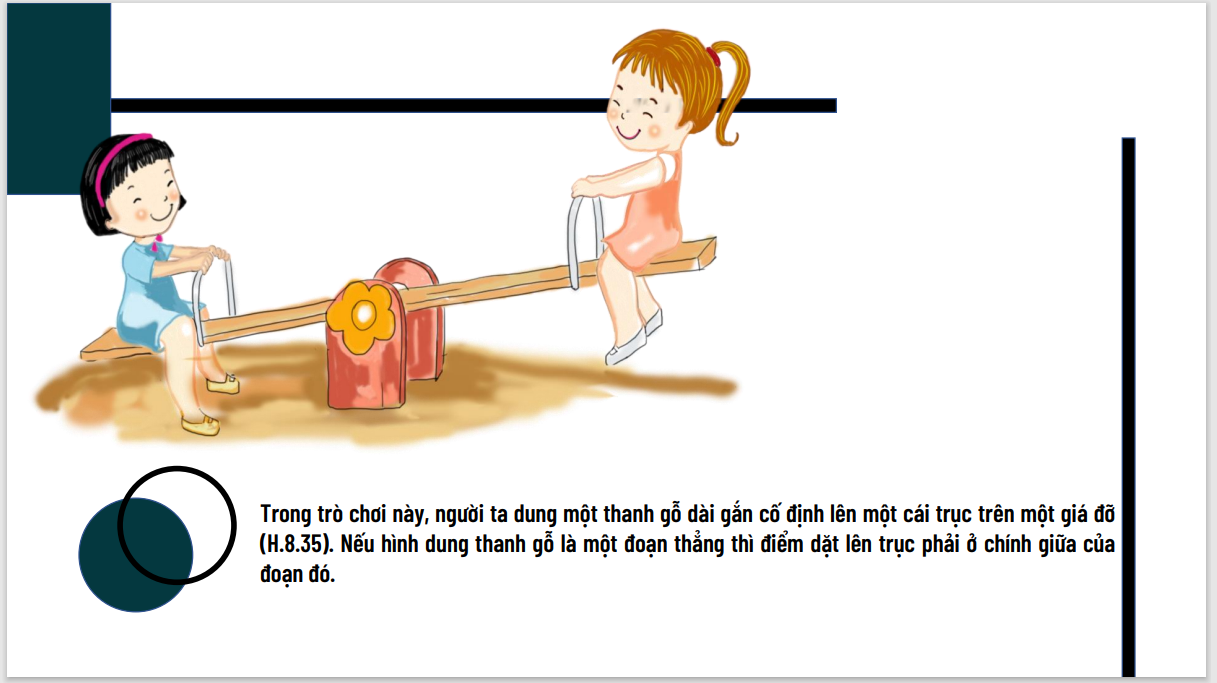 Trong trò chơi này, người ta dung một thanh gỗ dài gắn cố định lên một cái trục trên một giá đỡ
(H.8.35). Nếu hình dung thanh gỗ là một đoạn thẳng thì điểm dặt lên trục phải ở chính giữa của
đoạn đó.